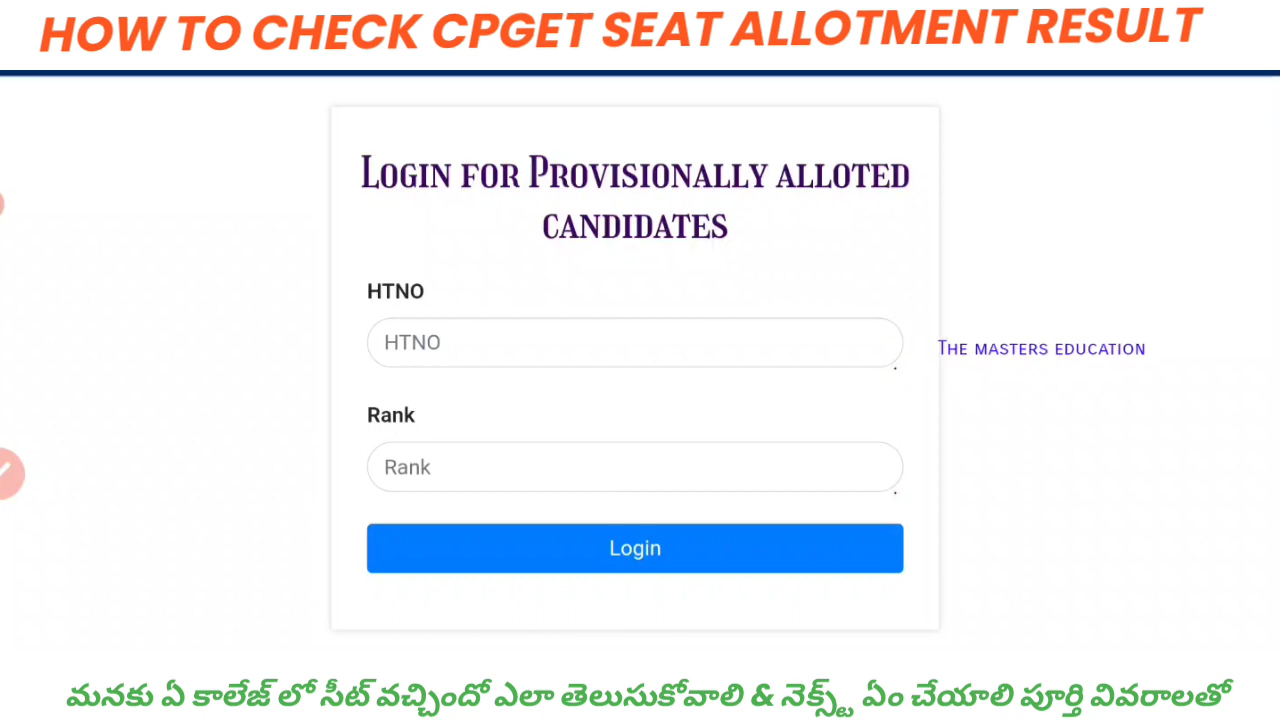 HOW TO CHECK CPGET SEAT ALLOTMENT RESULT
Login for Provisionally alloted
candidates
HTNO
HTNO
The masters education
Rank
Rank
Login
మనకు ఏ కాలేజ్ లో సీట్ వచ్చిందో ఎలా తెలుసుకోవాలి & నెక్స్ట్ ఏం చేయాలి పూర్తి వివరాలతో